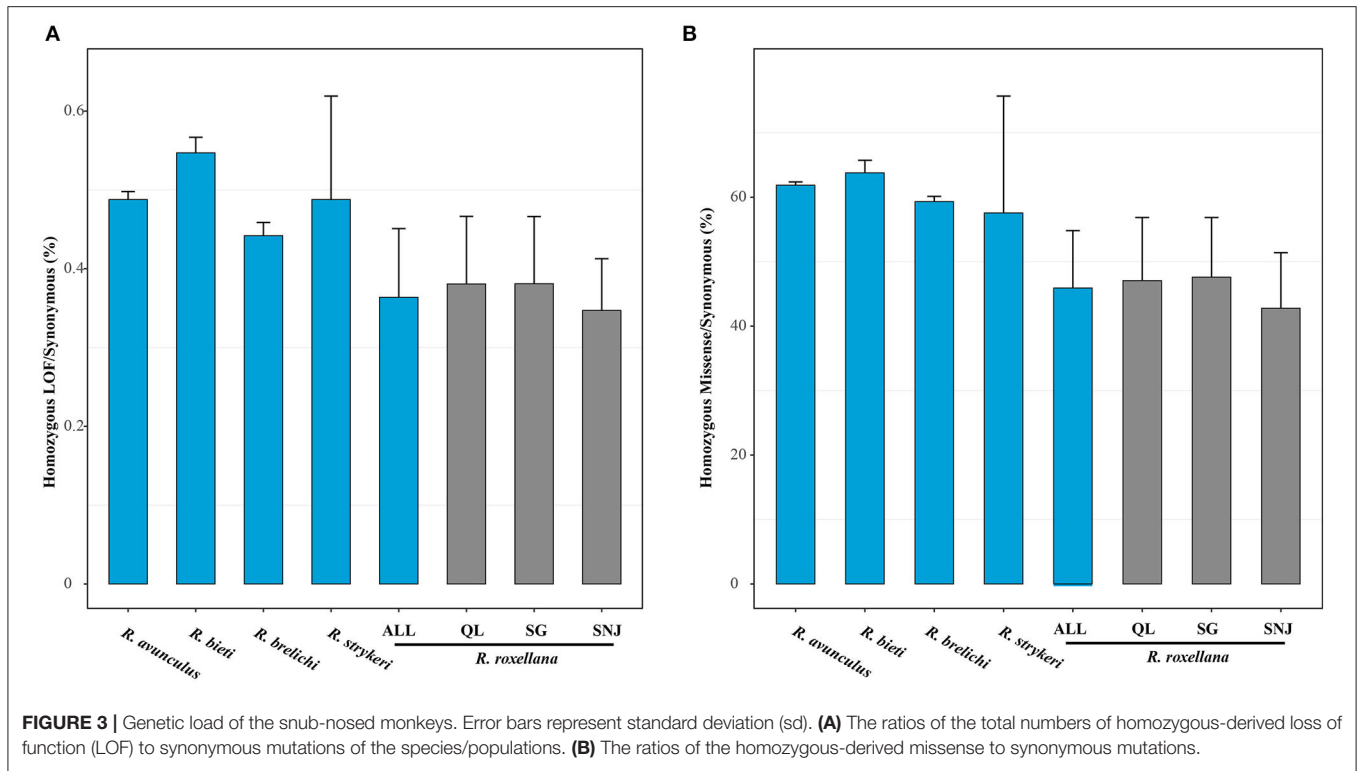 A
Homozygous LOF/Synonymous (%)
0.6
0.4
0.2
0
R. avunculus
R. bieti
R. brelichi
R. strykeri
ALL
QL
SG
SNJ
R. roxellana
B
Homozygous Missense/Synonymous (%)
60
40
20
0
R. avunculus
R. bieti
R. brelichi
R. strykeri
ALL
QL
SG
SNJ
R. roxellana
FIGURE 3 | Genetic load of the snub-nosed monkeys. Error bars represent standard deviation (sd). (A) The ratios of the total numbers of homozygous-derived loss of
function (LOF) to synonymous mutations of the species/populations. (B) The ratios of the homozygous-derived missense to synonymous mutations.